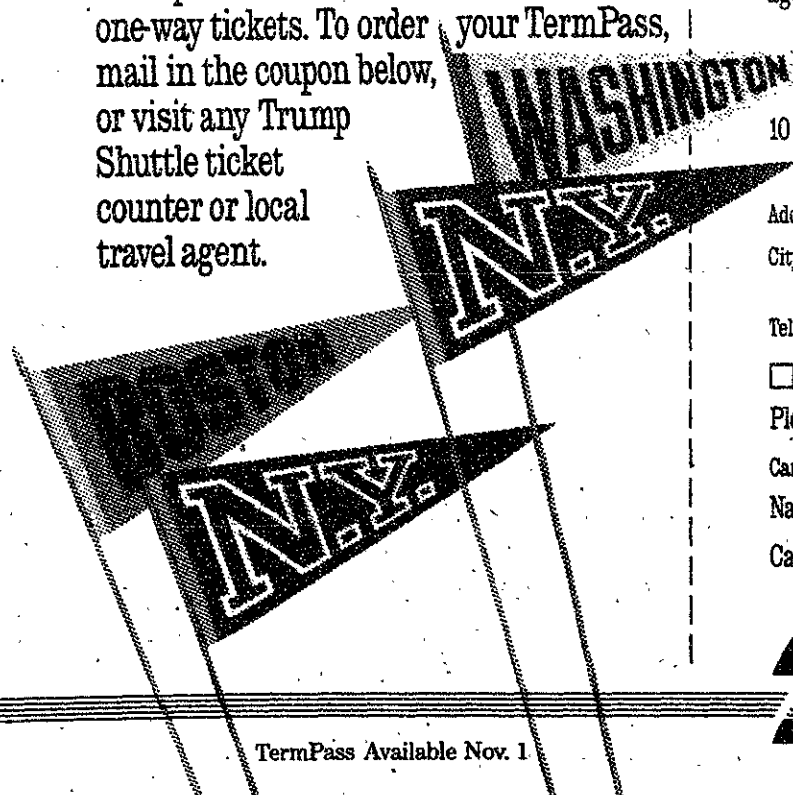 one-way tickets. To order your TermPass,
mail in the coupon below,
or visit any Trump
Shuttle ticket
counter or local
travel agent.
WASHINGTON
N.Y.
BOSTON
N.Y.
10
Tel
TermPass Available Nov. 1